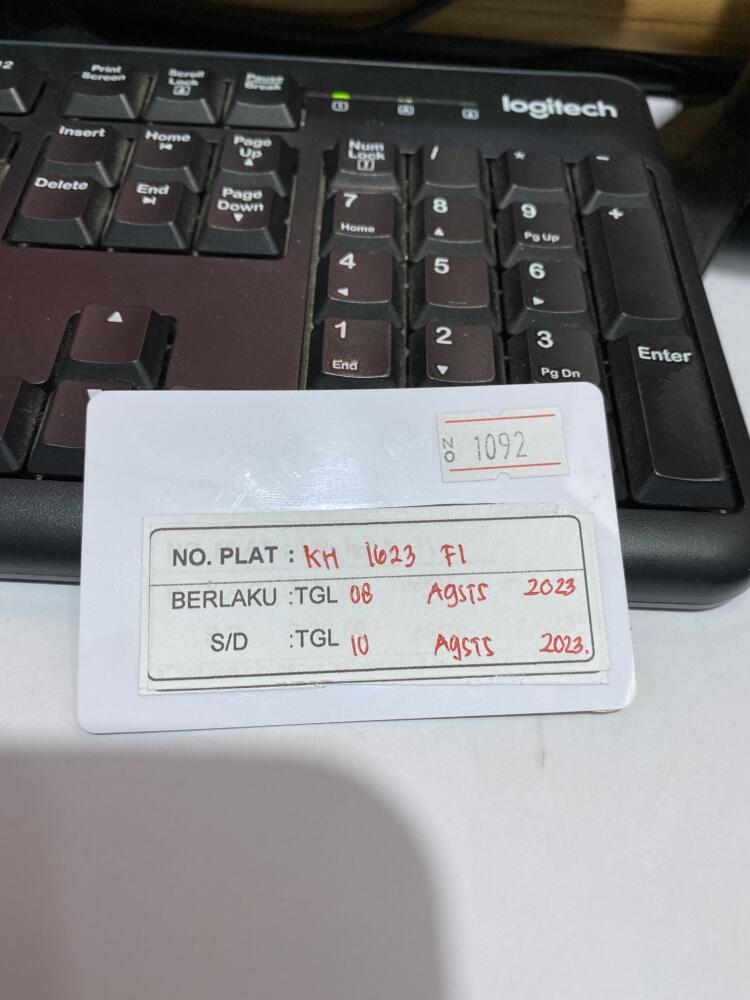 12
Print Screen
Scroll Lock
Pause Break
logitech
Insert
Home
Page Up
Num Lock
/
*
-
Delete
End
Page Down
7 Home
8
9 Pg Up
+
4
5
6
1 End
2
3 Pg Dn
Enter
NO 1092
NO. PLAT : KH 1623 FI
BERLAKU :TGL 08 Agsts 2023
S/D :TGL 10 Agsts 2023.